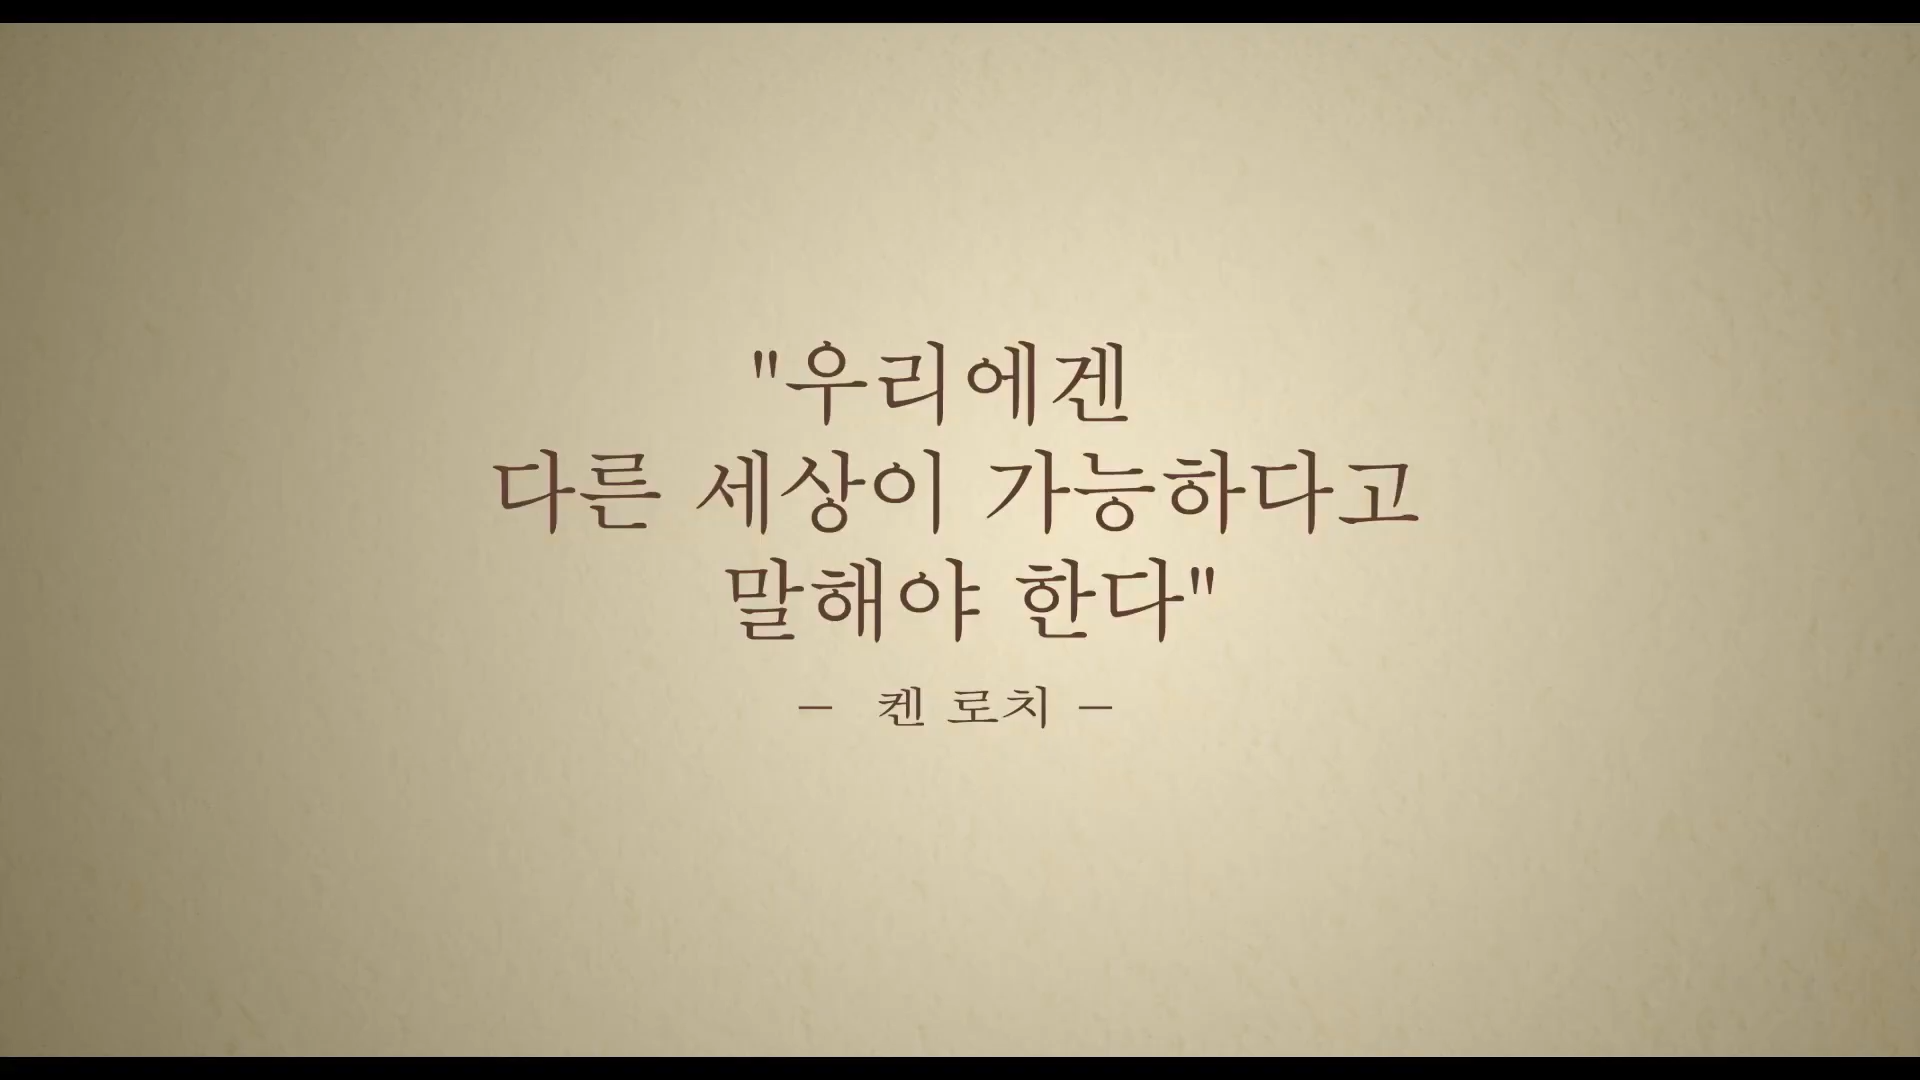 "우리에겐
다른 세상이 가능하다고
말해야 한다"
– 켄 로치 –